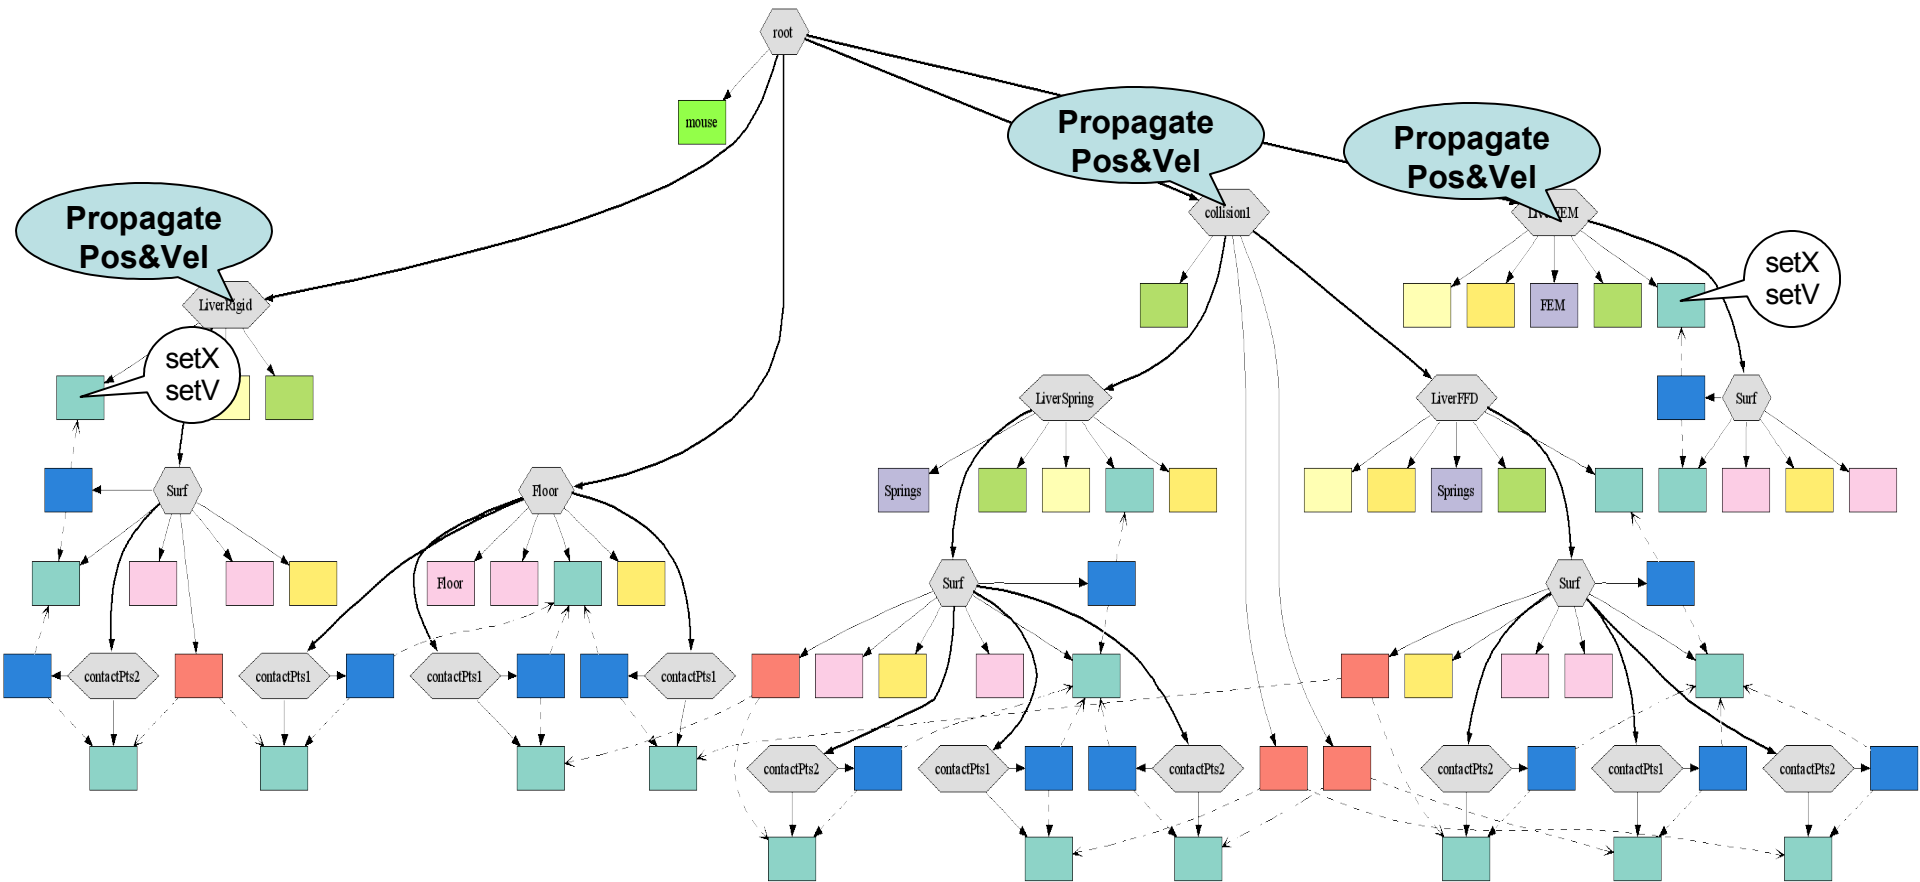 root
mouse
Propagate
Pos&Vel
Propagate
Pos&Vel
Propagate
Pos&Vel
collision1
LiverFEM
LiverRigid
setX
setV
FEM
setX
setV
LiverSpring
LiverFFD
Surf
Surf
Floor
Springs
Springs
Floor
Surf
Surf
contactPts2
contactPts1
contactPts1
contactPts1
contactPts2
contactPts1
contactPts2
contactPts2
contactPts1
contactPts2